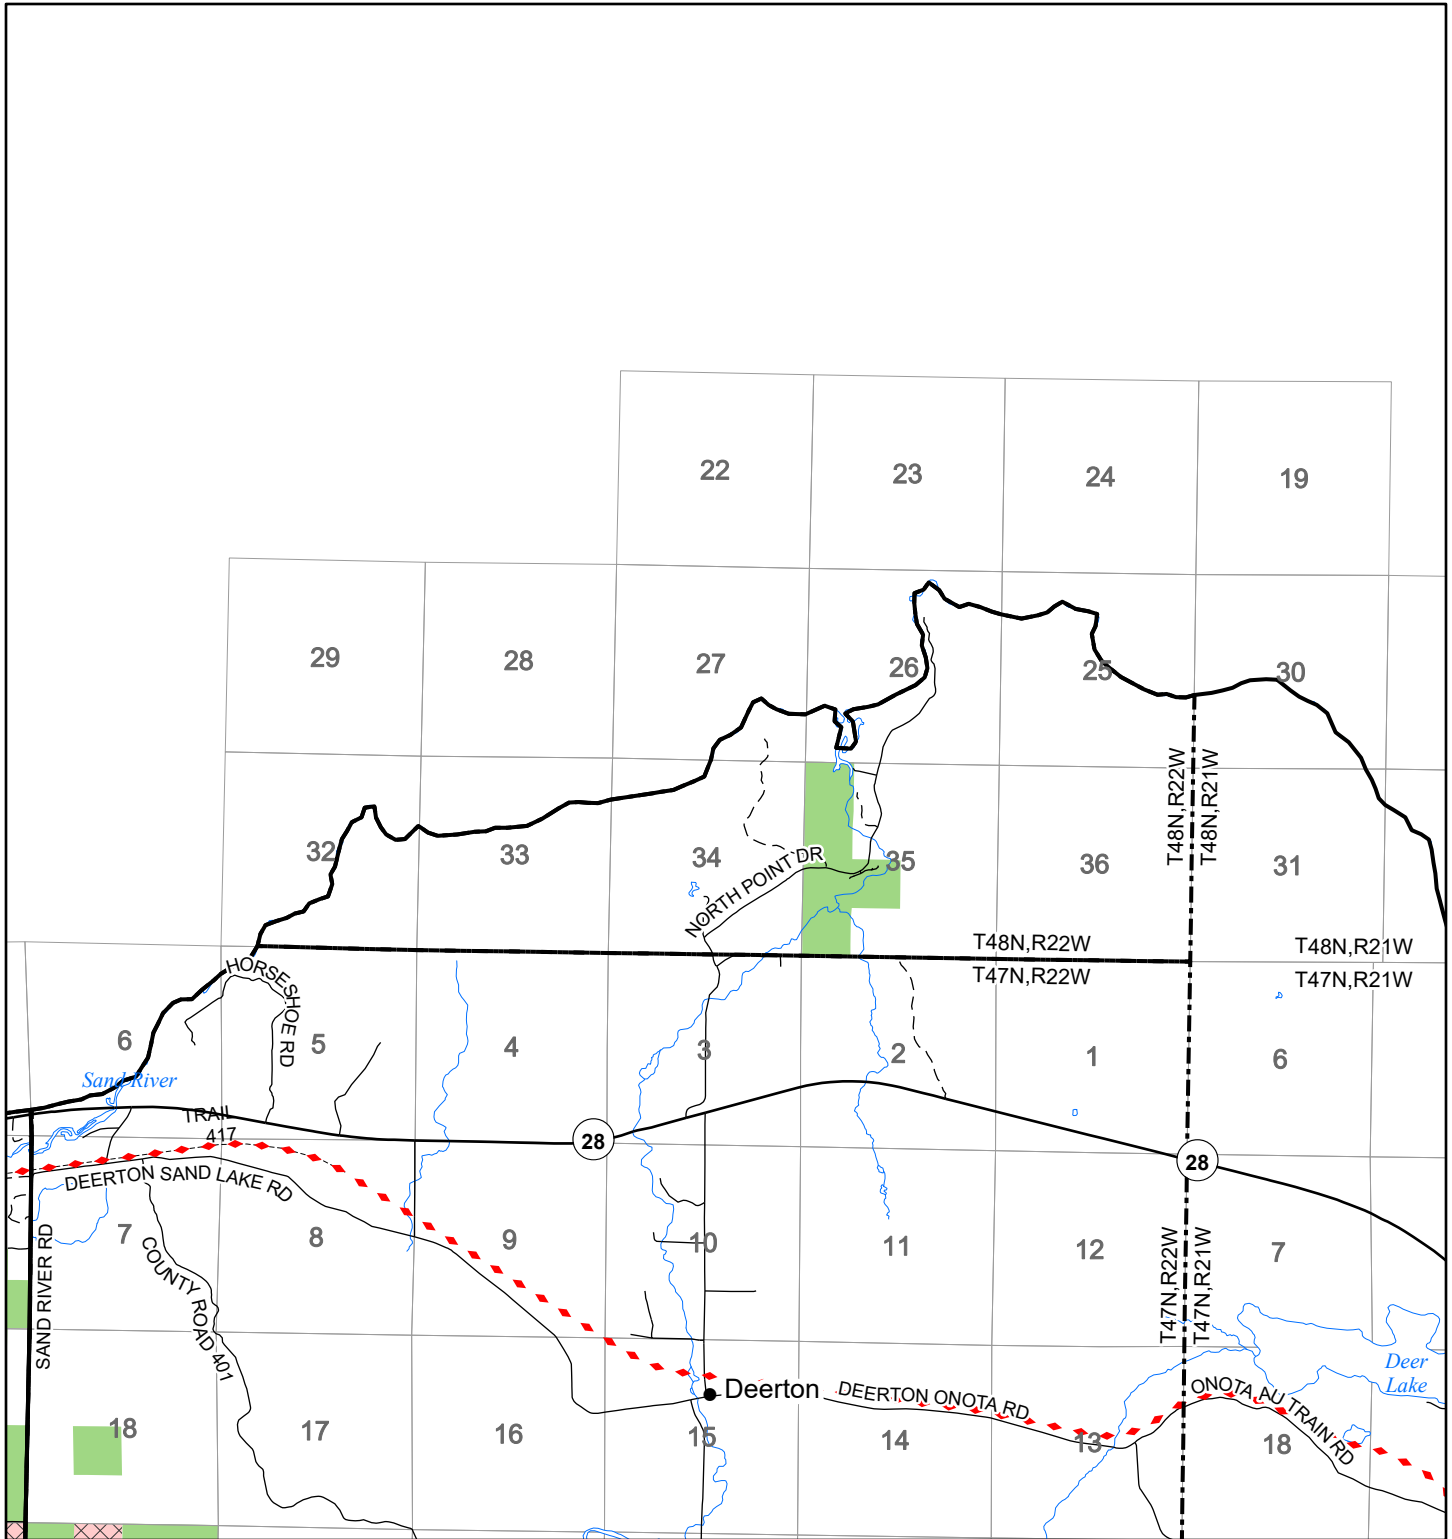 22
23
24
19
29
28
27
26
25
30
T48N,R22W
T48N,R21W
32
33
34
NORTH POINT DR
35
36
31
T48N,R22W
T48N,R21W
T47N,R22W
T47N,R21W
HORSESHOE RD
6
5
4
3
2
1
6
Sand River
TRAIL
417
28
28
DEERTON SAND LAKE RD
SAND RIVER RD
7
COUNTY ROAD 401
8
9
10
11
12
T47N,R22W
T47N,R21W
7
Deer
Lake
Deerton
DEERTON ONOTA RD
ONOTA AU TRAIN RD
18
17
16
15
14
13
18